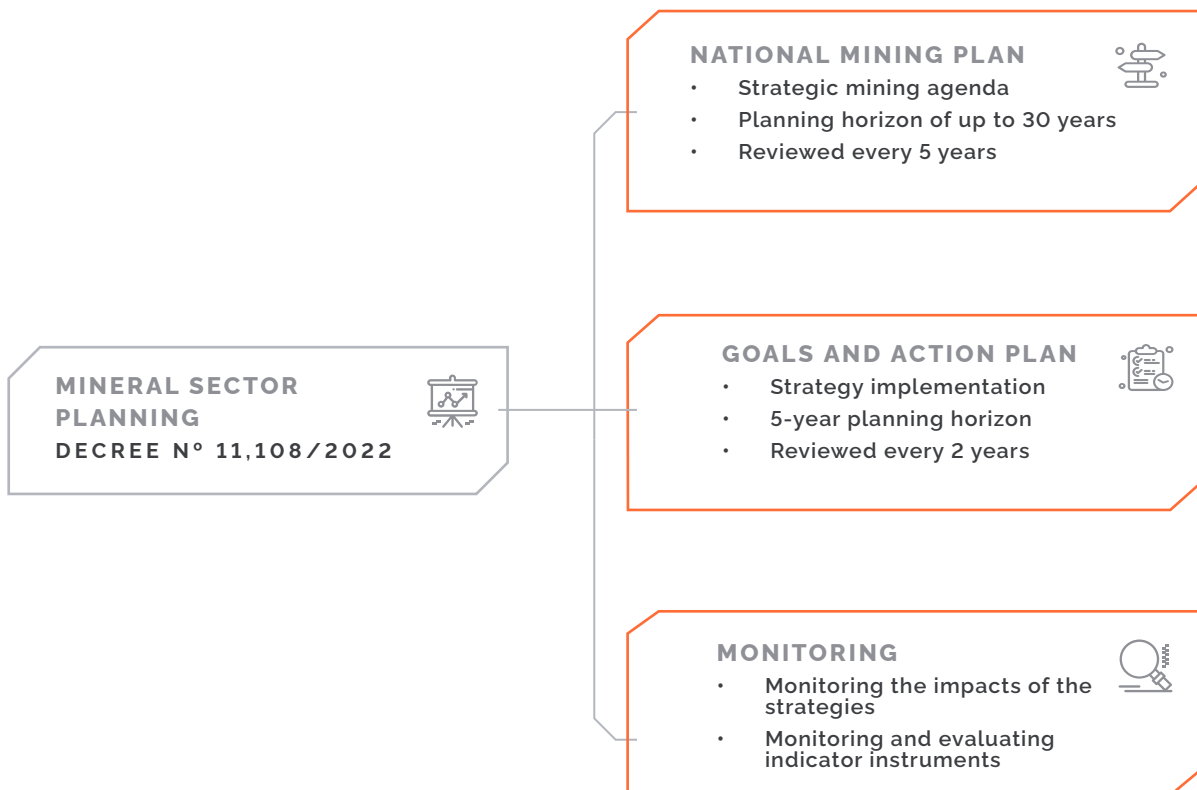 NATIONAL MINING PLAN
• Strategic mining agenda
• Planning horizon of up to 30 years
• Reviewed every 5 years
MINERAL SECTOR
PLANNING
DECREE Nº 11,108/2022
GOALS AND ACTION PLAN
• Strategy implementation
• 5-year planning horizon
• Reviewed every 2 years
MONITORING
• Monitoring the impacts of the
strategies
• Monitoring and evaluating
indicator instruments